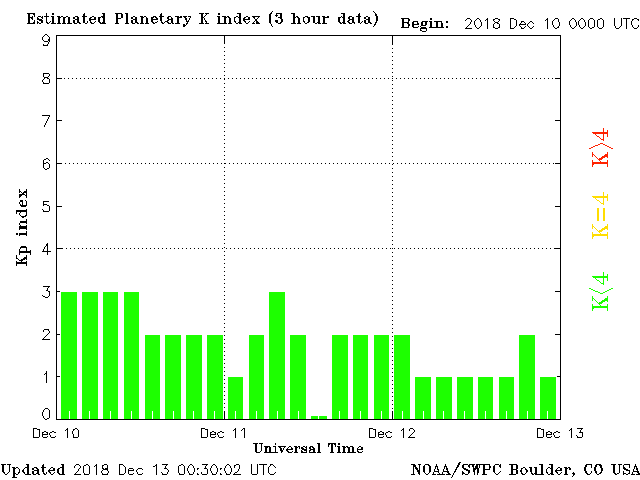 Estimated Planetary K index (3 hour data) Begin: 2018 Dec 10 0000 UTC
9
8
7
6
5
4
3
2
1
0
Kp index
K>4
K=4
K<4
Dec 10 Dec 11 Dec 12 Dec 13
Universal Time
Updated 2018 Dec 13 00:30:02 UTC NOAA/SWPC Boulder, CO USA